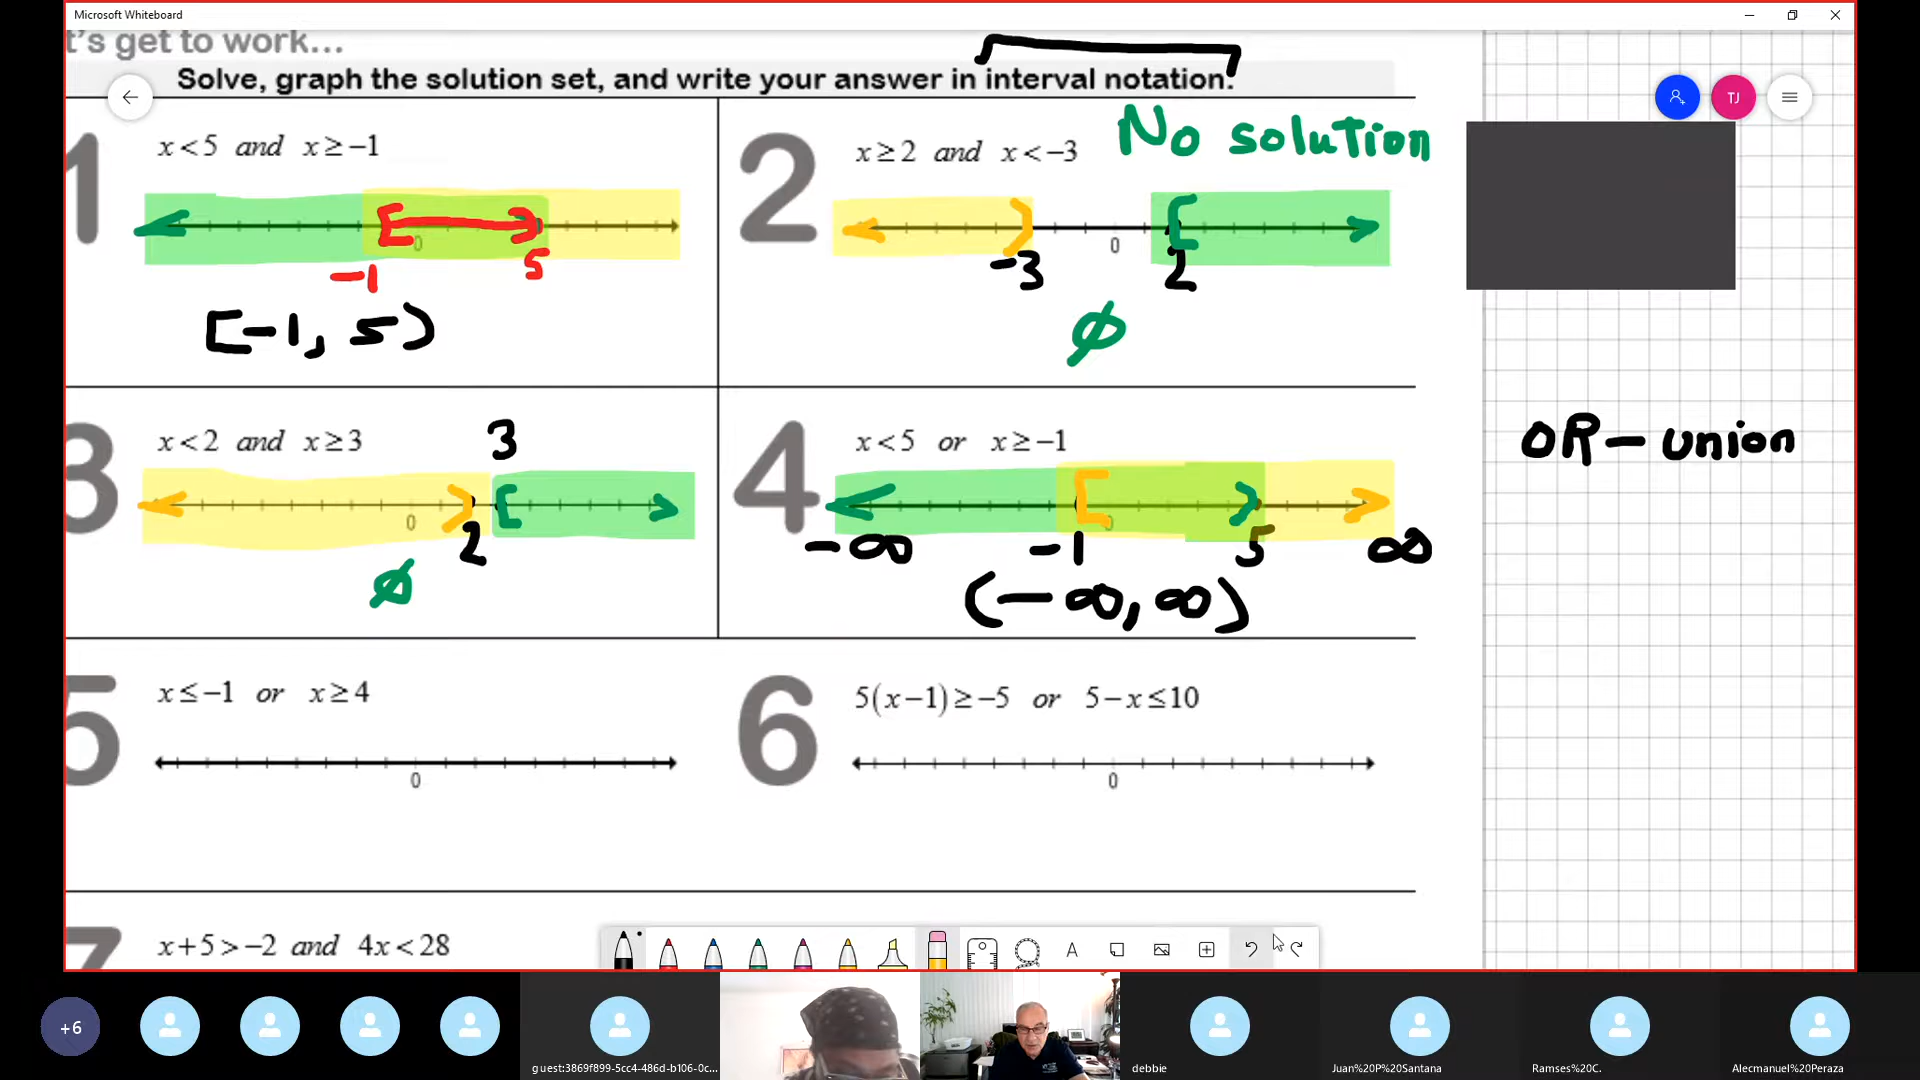 Microsoft Whiteboard
t's get to work...
Solve, graph the solution set, and write your answer in interval notation.
TJ
1
x<5 and x≥−1
0
-1
5
[-1, 5)
2
x≥2 and x<−3
No solution
0
-3
2
ϕ
3
x<2 and x≥3
3
0
2
ϕ
4
x<5 or x≥−1
0
-∞
-1
5
∞
(-∞, ∞)
OR - union
5
x≤−1 or x≥4
0
6
5(x−1)≥−5 or 5−x≤10
0
7
x+5>−2 and 4x<28
A
+6
guest:3869f899-5cc4-486d-b106-0c...
debbie
Juan%20P%20Santana
Ramses%20C.
Alecmanuel%20Peraza